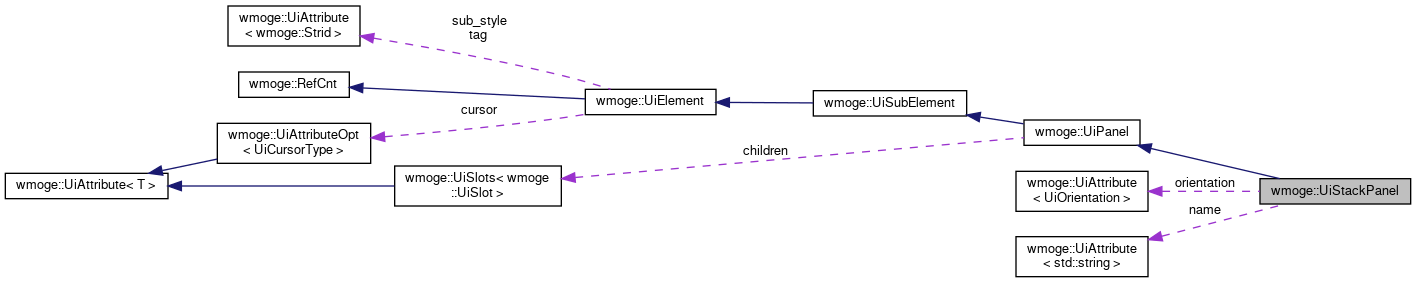 wmoge::UiAttribute
< wmoge::Strid >
sub_style
tag
wmoge::RefCnt
wmoge::UiElement
wmoge::UiSubElement
cursor
wmoge::UiAttributeOpt
< UiCursorType >
wmoge::UiPanel
children
wmoge::UiAttribute< T >
wmoge::UiSlots< wmoge
::UiSlot >
wmoge::UiAttribute
< UiOrientation >
orientation
wmoge::UiStackPanel
name
wmoge::UiAttribute
< std::string >